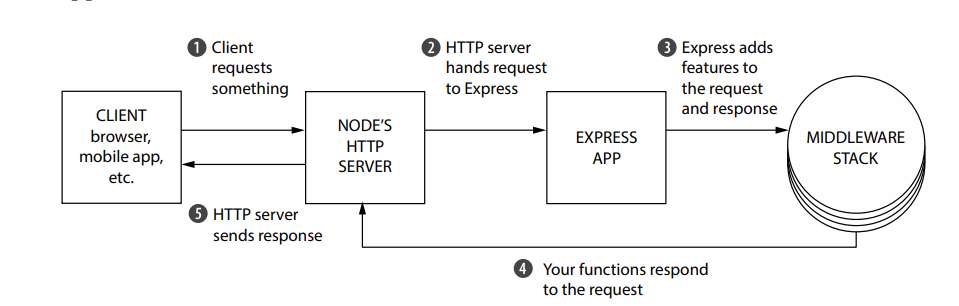 1 Client
requests
something
2 HTTP server
hands request
to Express
3 Express adds
features to
the request
and response
CLIENT
browser,
mobile app,
etc.
NODE'S
HTTP
SERVER
EXPRESS
APP
MIDDLEWARE
STACK
5 HTTP server
sends response
4 Your functions respond
to the request